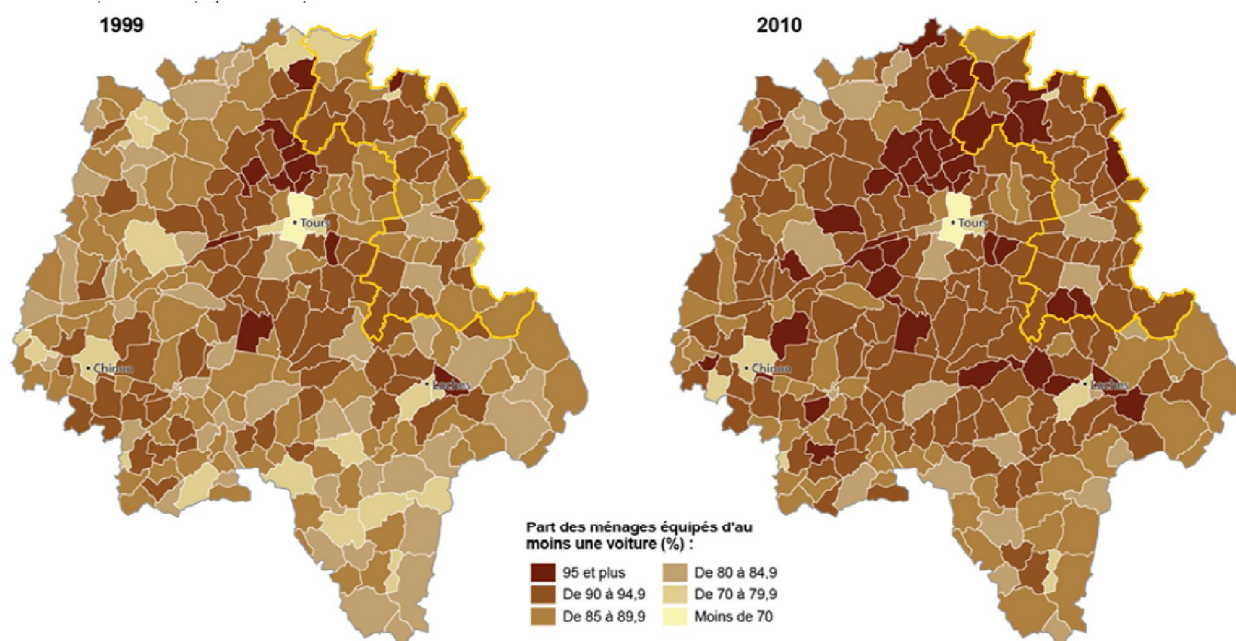 1999
2010
Tours
Tours
Chinon
Loches
Chinon
Loches
Part des ménages équipés d'au
moins une voiture (%) :
95 et plus
De 90 à 94,9
De 85 à 89,9
De 80 à 84,9
De 70 à 79,9
Moins de 70